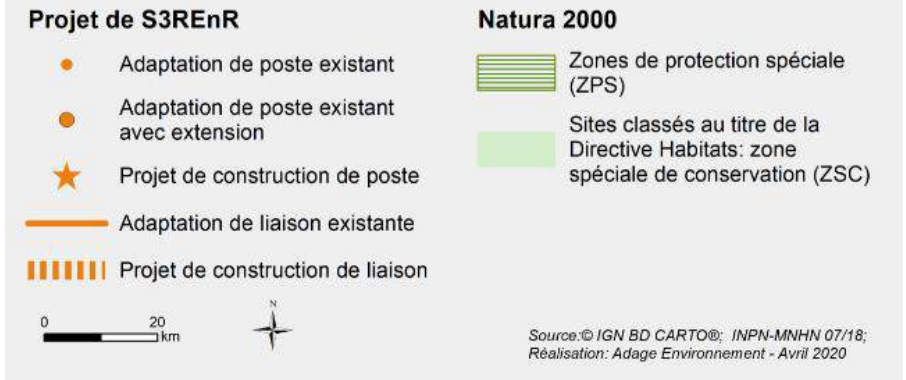 Projet de S3REnR
Adaptation de poste existant
Adaptation de poste existant
avec extension
Projet de construction de poste
Adaptation de liaison existante
Projet de construction de liaison
0 20
km
N
Natura 2000
Zones de protection spéciale
(ZPS)
Sites classés au titre de la
Directive Habitats: zone
spéciale de conservation (ZSC)
Source:© IGN BD CARTO®; INPN-MNHN 07/18;
Réalisation: Adage Environnement - Avril 2020